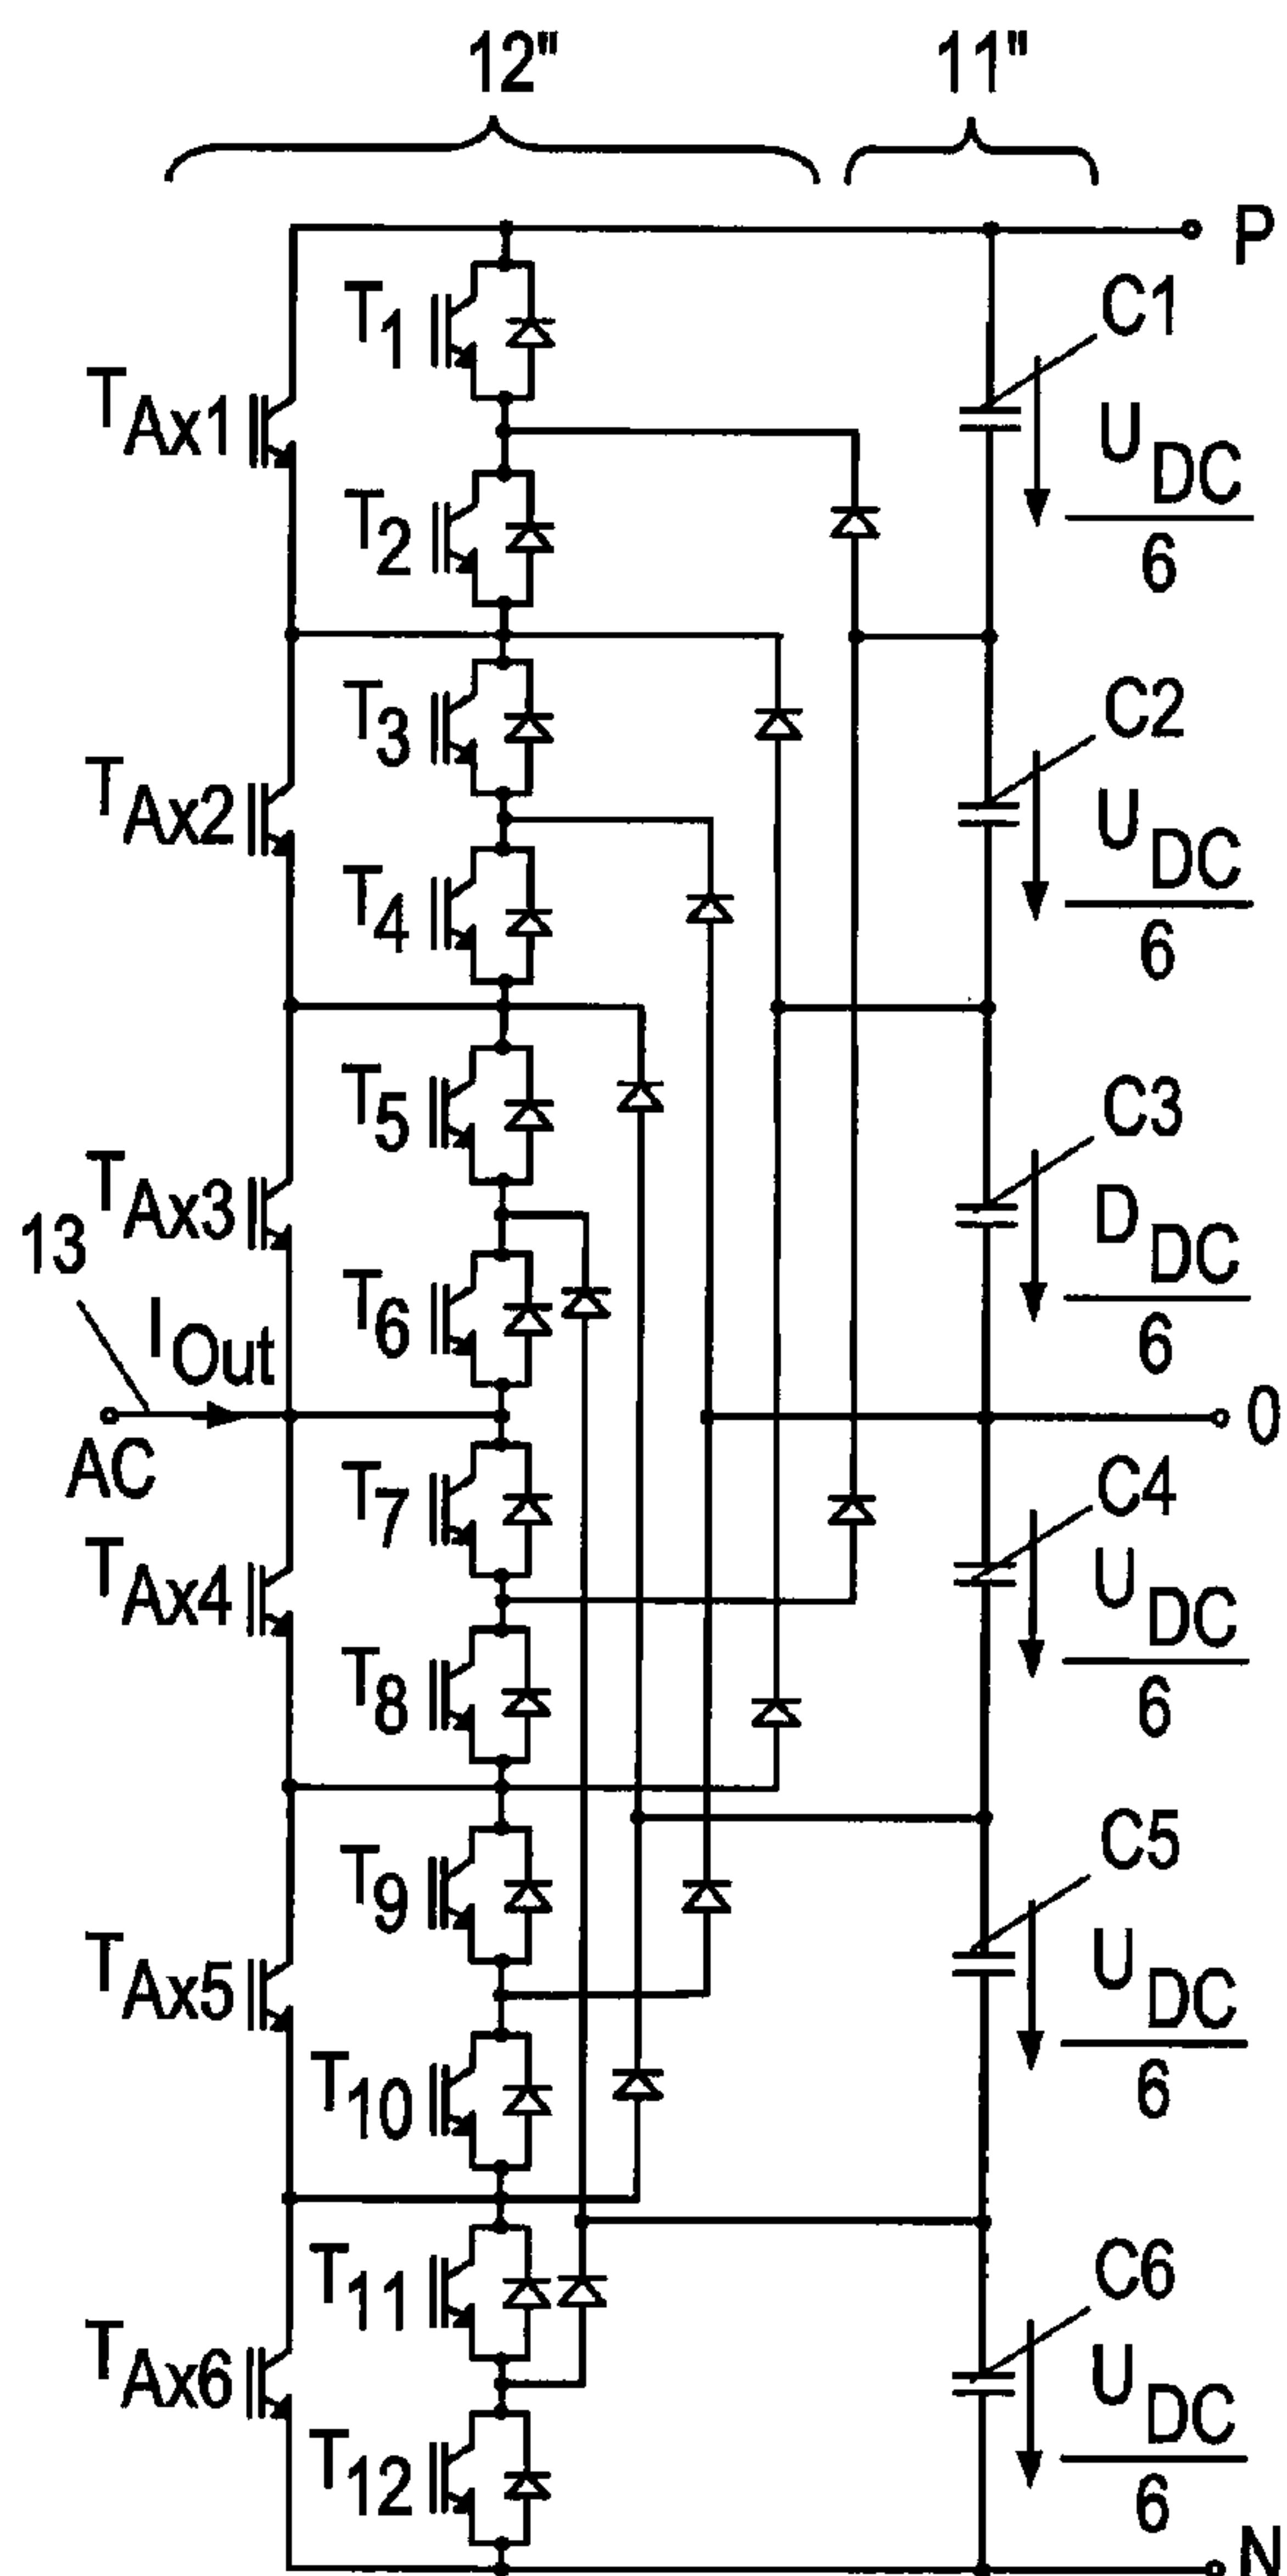 12" 11"
P
T1
C1
TAx1
UDC
6
T2
T3
C2
TAx2
UDC
6
T4
T5
C3
TAx3
DDC
6
13
T6
IOut
0
AC
T7
C4
TAx4
UDC
6
T8
C5
T9
TAx5
UDC
6
T10
T11
C6
TAx6
UDC
6
T12
N